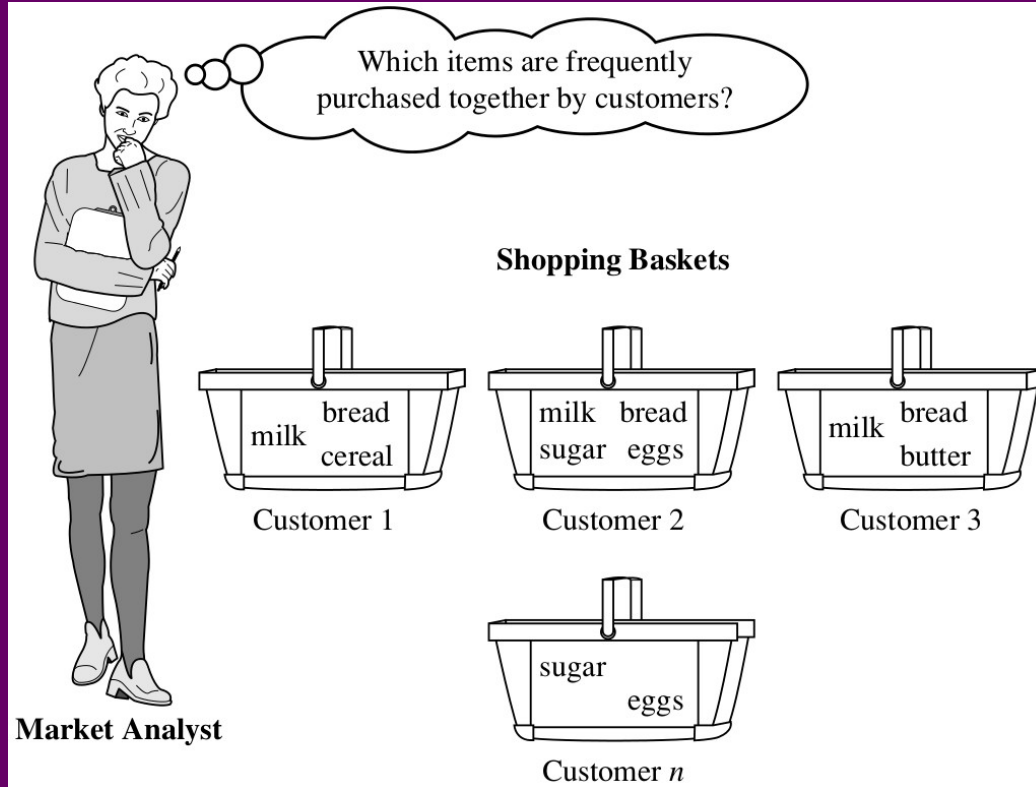 Which items are frequently
purchased together by customers?
Shopping Baskets
milk
bread
cereal
Customer 1
milk bread
sugar eggs
Customer 2
milk
bread
butter
Customer 3
sugar
eggs
Customer n
Market Analyst